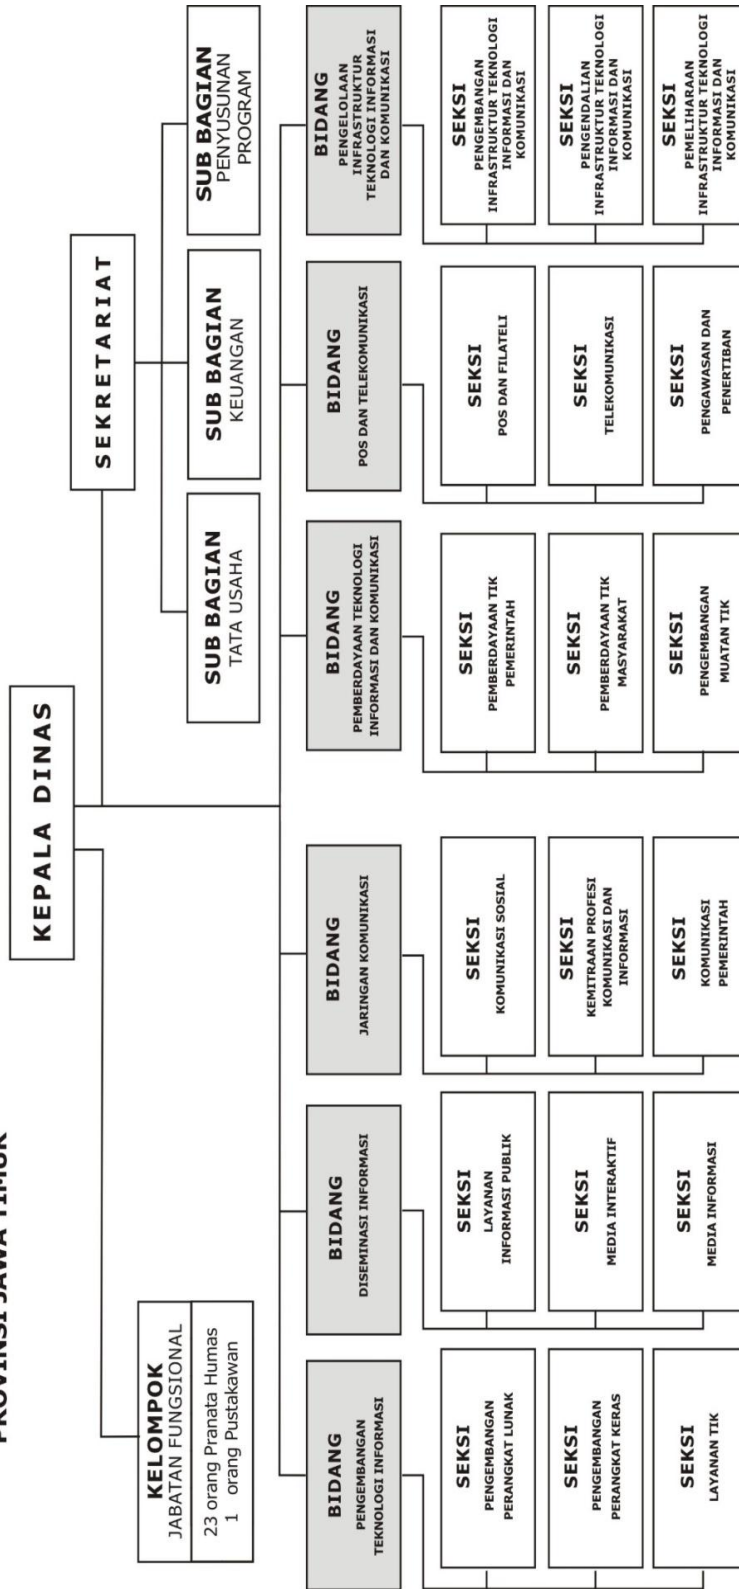 PROVINSI JAWA TIMUR
KEPALA DINAS
KELOMPOK
JABATAN FUNGSIONAL
23 orang Pranata Humas
1 orang Pustakawan
SEKRETARIAT
SUB BAGIAN
TATA USAHA
SUB BAGIAN
KEUANGAN
SUB BAGIAN
PENYUSUNAN
PROGRAM
BIDANG
PENGEMBANGAN
TEKNOLOGI INFORMASI
SEKSI
PENGEMBANGAN
PERANGKAT LUNAK
SEKSI
PENGEMBANGAN
PERANGKAT KERAS
SEKSI
LAYANAN TIK
BIDANG
DISEMINASI INFORMASI
SEKSI
LAYANAN
INFORMASI PUBLIK
SEKSI
MEDIA INTERAKTIF
SEKSI
MEDIA INFORMASI
BIDANG
JARINGAN KOMUNIKASI
SEKSI
KOMUNIKASI SOSIAL
SEKSI
KEMITRAAN PROFESI
KOMUNIKASI DAN
INFORMASI
SEKSI
KOMUNIKASI
PEMERINTAH
BIDANG
PEMBERDAYAAN TEKNOLOGI
INFORMASI DAN KOMUNIKASI
SEKSI
PEMBERDAYAAN TIK
PEMERINTAH
SEKSI
PEMBERDAYAAN TIK
MASYARAKAT
SEKSI
PENGEMBANGAN
MUATAN TIK
BIDANG
POS DAN TELEKOMUNIKASI
SEKSI
POS DAN FILATELI
SEKSI
TELEKOMUNIKASI
SEKSI
PENGAWASAN DAN
PENERTIBAN
BIDANG
PENGELOLAAN
INFRASTRUKTUR
TEKNOLOGI INFORMASI
DAN KOMUNIKASI
SEKSI
PENGEMBANGAN
INFRASTRUKTUR TEKNOLOGI
INFORMASI DAN
KOMUNIKASI
SEKSI
PENGENDALIAN
INFRASTRUKTUR TEKNOLOGI
INFORMASI DAN
KOMUNIKASI
SEKSI
PEMELIHARAAN
INFRASTRUKTUR TEKNOLOGI
INFORMASI DAN
KOMUNIKASI